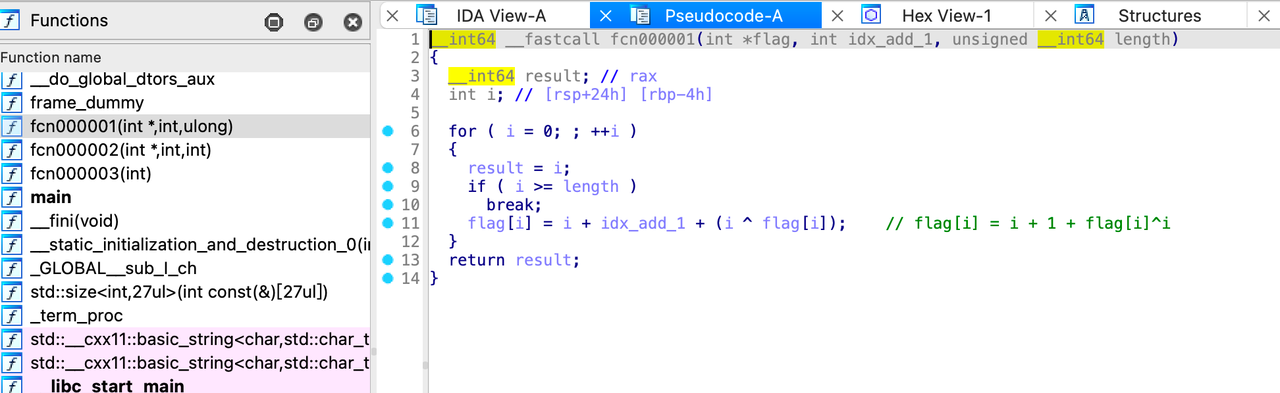 Functions
Function name
__do_global_dtors_aux
frame_dummy
fcn000001(int *,int,ulong)
fcn000002(int *,int,int)
fcn000003(int)
main
__fini(void)
__static_initialization_and_destruction_0(i
_GLOBAL__sub_I_ch
std::size<int,27ul>(int const(&)[27ul])
_term_proc
std::__cxx11::basic_string<char,std::char_t
std::__cxx11::basic_string<char,std::char_t
__libc_start_main
IDA View-A
Pseudocode-A
Hex View-1
Structures
1 __int64 __fastcall fcn000001(int *flag, int idx_add_1, unsigned __int64 length)
2 {
3 __int64 result; // rax
4 int i; // [rsp+24h] [rbp-4h]
5
6 for ( i = 0; ; ++i )
7 {
8 result = i;
9 if ( i >= length )
10 break;
11 flag[i] = i + idx_add_1 + (i ^ flag[i]); // flag[i] = i + 1 + flag[i]^i
12 }
13 return result;
14 }